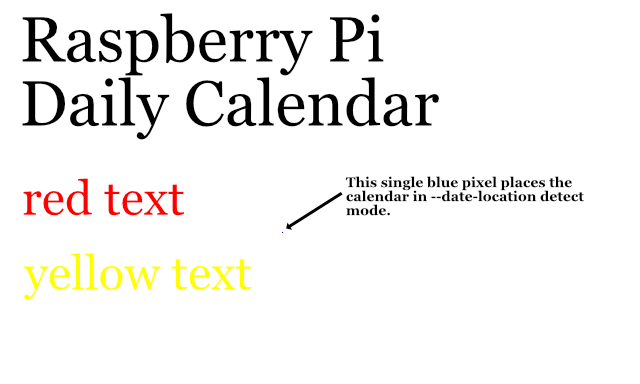 Raspberry Pi
Daily Calendar
red text
This single blue pixel places the
calendar in --date-location detect
mode.
yellow text